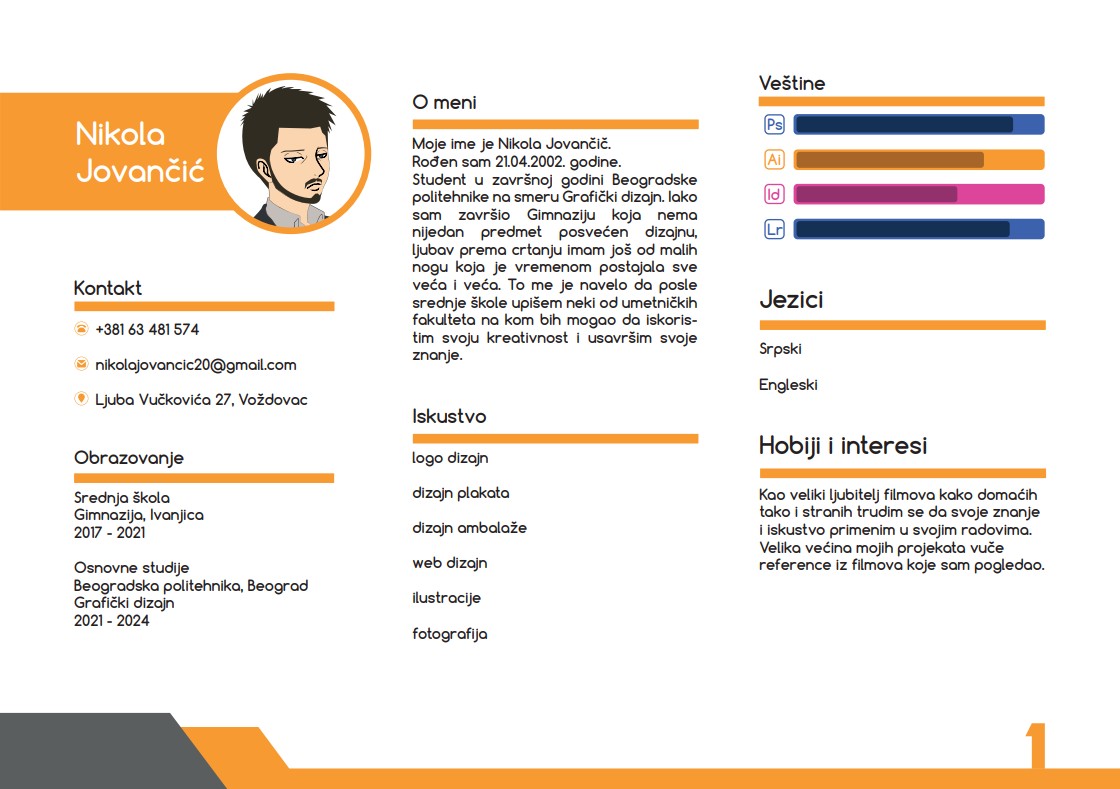 Nikola
Jovančić
Kontakt
+381 63 481 574
nikolajovancic20@gmail.com
Ljuba Vučkovića 27, Voždovac
Obrazovanje
Srednja škola
Gimnazija, Ivanjica
2017 - 2021
Osnovne studije
Beogradska politehnika, Beograd
Grafički dizajn
2021 - 2024
O meni
Moje ime je Nikola Jovančič.
Rođen sam 21.04.2002. godine.
Student u završnoj godini Beogradske
politehnike na smeru Grafički dizajn. Iako
sam završio Gimnaziju koja nema
nijedan predmet posvećen dizajnu,
ljubav prema crtanju imam još od malih
nogu koja je vremenom postajala sve
veća i veća. To me je navelo da posle
srednje škole upišem neki od umetničkih
fakulteta na kom bih mogao da iskoris-
tim svoju kreativnost i usavršim svoje
znanje.
Iskustvo
logo dizajn
dizajn plakata
dizajn ambalaže
web dizajn
ilustracije
fotografija
Veštine
Ps
Ai
Id
Lr
Jezici
Srpski
Engleski
Hobiji i interesi
Kao veliki ljubitelj filmova kako domaćih
tako i stranih trudim se da svoje znanje
i iskustvo primenim u svojim radovima.
Velika većina mojih projekata vuče
reference iz filmova koje sam pogledao.
1